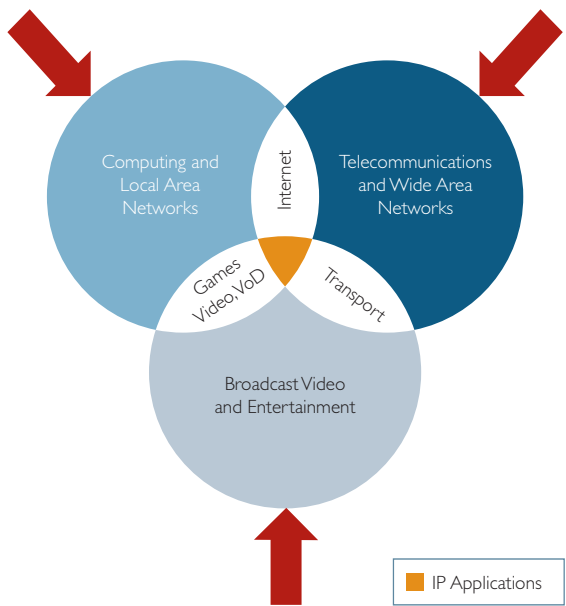 Computing and
Local Area
Networks
Internet
Telecommunications
and Wide Area
Networks
Games
Video, VoD
Transport
Broadcast Video
and Entertainment
IP Applications